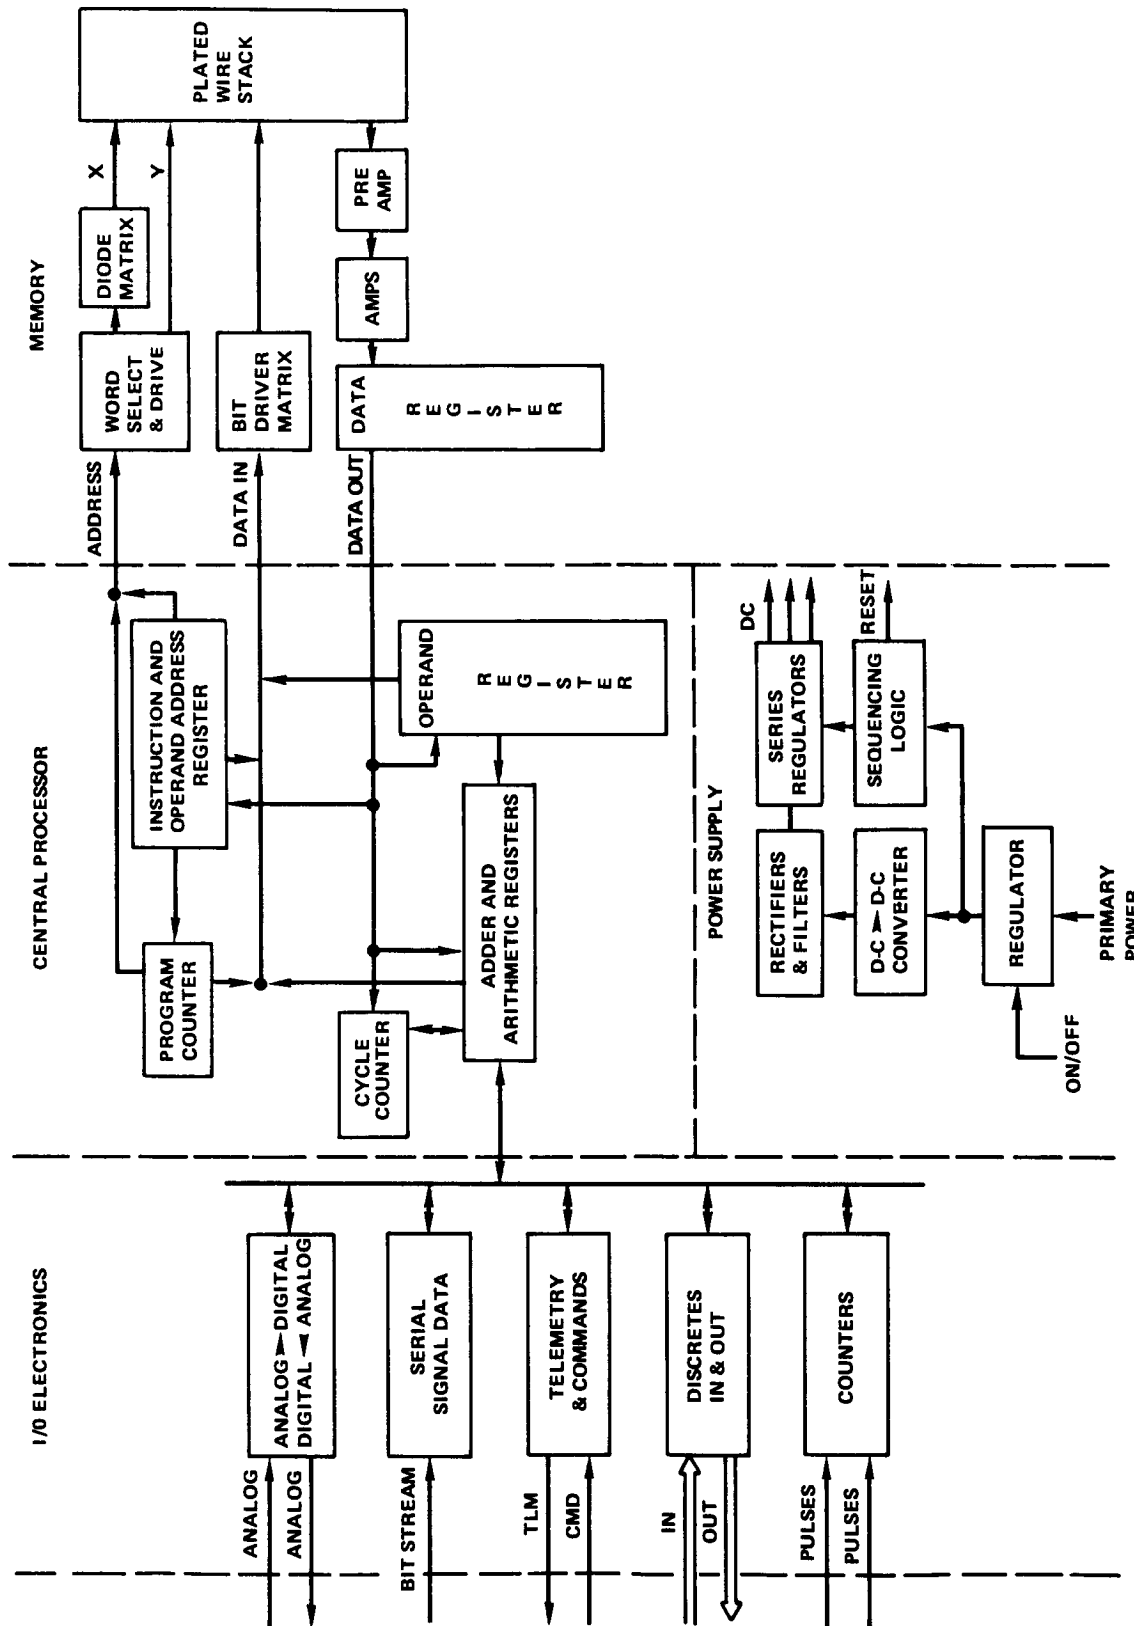 I/O ELECTRONICS
CENTRAL PROCESSOR
MEMORY
ANALOG
ANALOG
ANALOG ► DIGITAL
DIGITAL ◄ ANALOG
BIT STREAM
SERIAL
SIGNAL DATA
TLM
CMD
TELEMETRY
& COMMANDS
IN
OUT
DISCRETES
IN & OUT
PULSES
PULSES
COUNTERS
PROGRAM
COUNTER
INSTRUCTION AND
OPERAND ADDRESS
REGISTER
CYCLE
COUNTER
ADDER AND
ARITHMETIC REGISTERS
OPERAND
REGISTER
ADDRESS
DATA IN
DATA OUT
WORD
SELECT
& DRIVE
DIODE
MATRIX
X
Y
BIT
DRIVER
MATRIX
DATA
REGISTER
AMPS
PRE
AMP
PLATED
WIRE
STACK
POWER SUPPLY
RECTIFIERS
& FILTERS
SERIES
REGULATORS
DC
D-C ► D-C
CONVERTER
SEQUENCING
LOGIC
RESET
REGULATOR
ON/OFF
PRIMARY
POWER